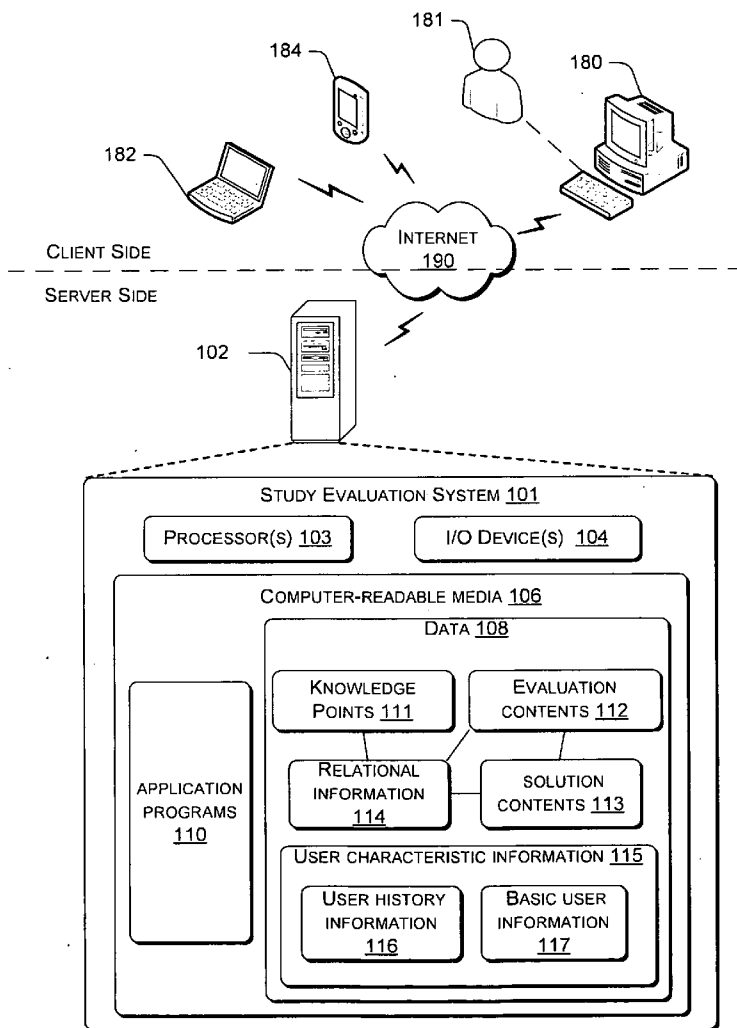 181
184
180
182
INTERNET
190
CLIENT SIDE
SERVER SIDE
102
STUDY EVALUATION SYSTEM 101
PROCESSOR(S) 103
I/O DEVICE(S) 104
COMPUTER-READABLE MEDIA 106
DATA 108
KNOWLEDGE
POINTS 111
EVALUATION
CONTENTS 112
RELATIONAL
INFORMATION
114
SOLUTION
CONTENTS 113
APPLICATION
PROGRAMS
110
USER CHARACTERISTIC INFORMATION 115
USER HISTORY
INFORMATION
116
BASIC USER
INFORMATION
117